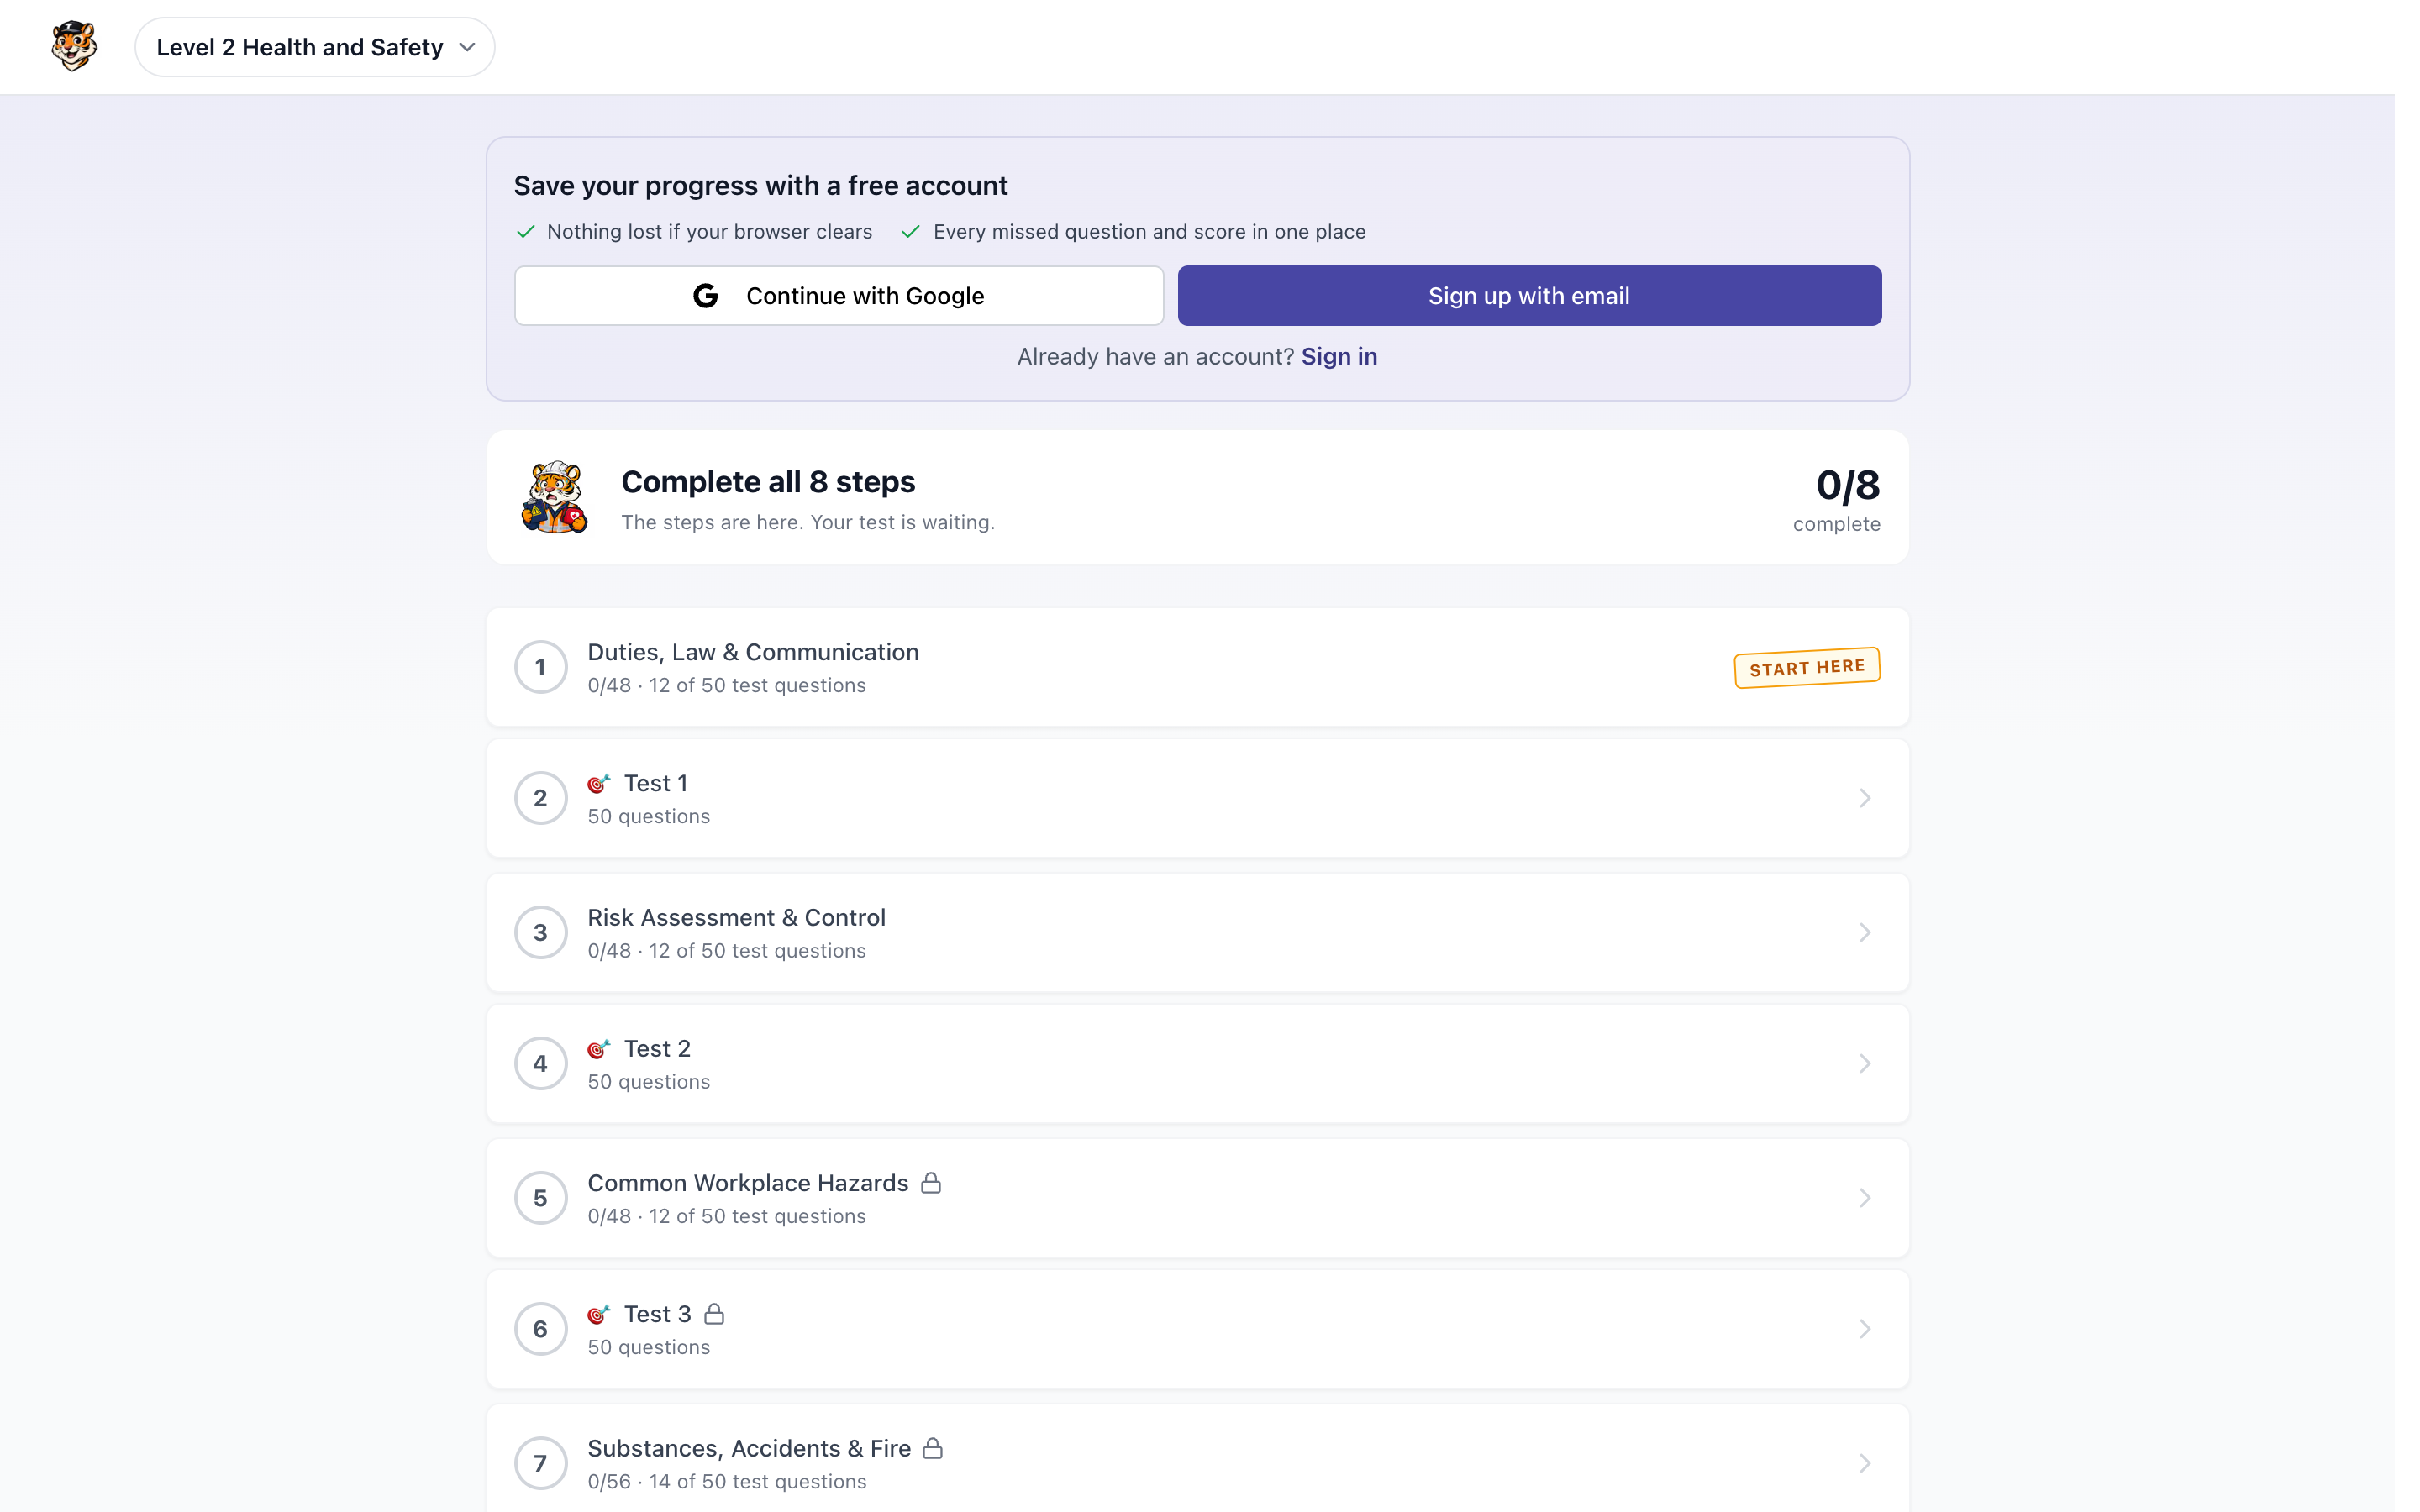 Level 2 Health and Safety
Save your progress with a free account
Nothing lost if your browser clears
Every missed question and score in one place
Continue with Google
Sign up with email
Already have an account? Sign in
Complete all 8 steps
The steps are here. Your test is waiting.
0/8
complete
1
Duties, Law & Communication
0/48 · 12 of 50 test questions
START HERE
2
Test 1
50 questions
3
Risk Assessment & Control
0/48 · 12 of 50 test questions
4
Test 2
50 questions
5
Common Workplace Hazards
0/48 · 12 of 50 test questions
6
Test 3
50 questions
7
Substances, Accidents & Fire
0/56 · 14 of 50 test questions